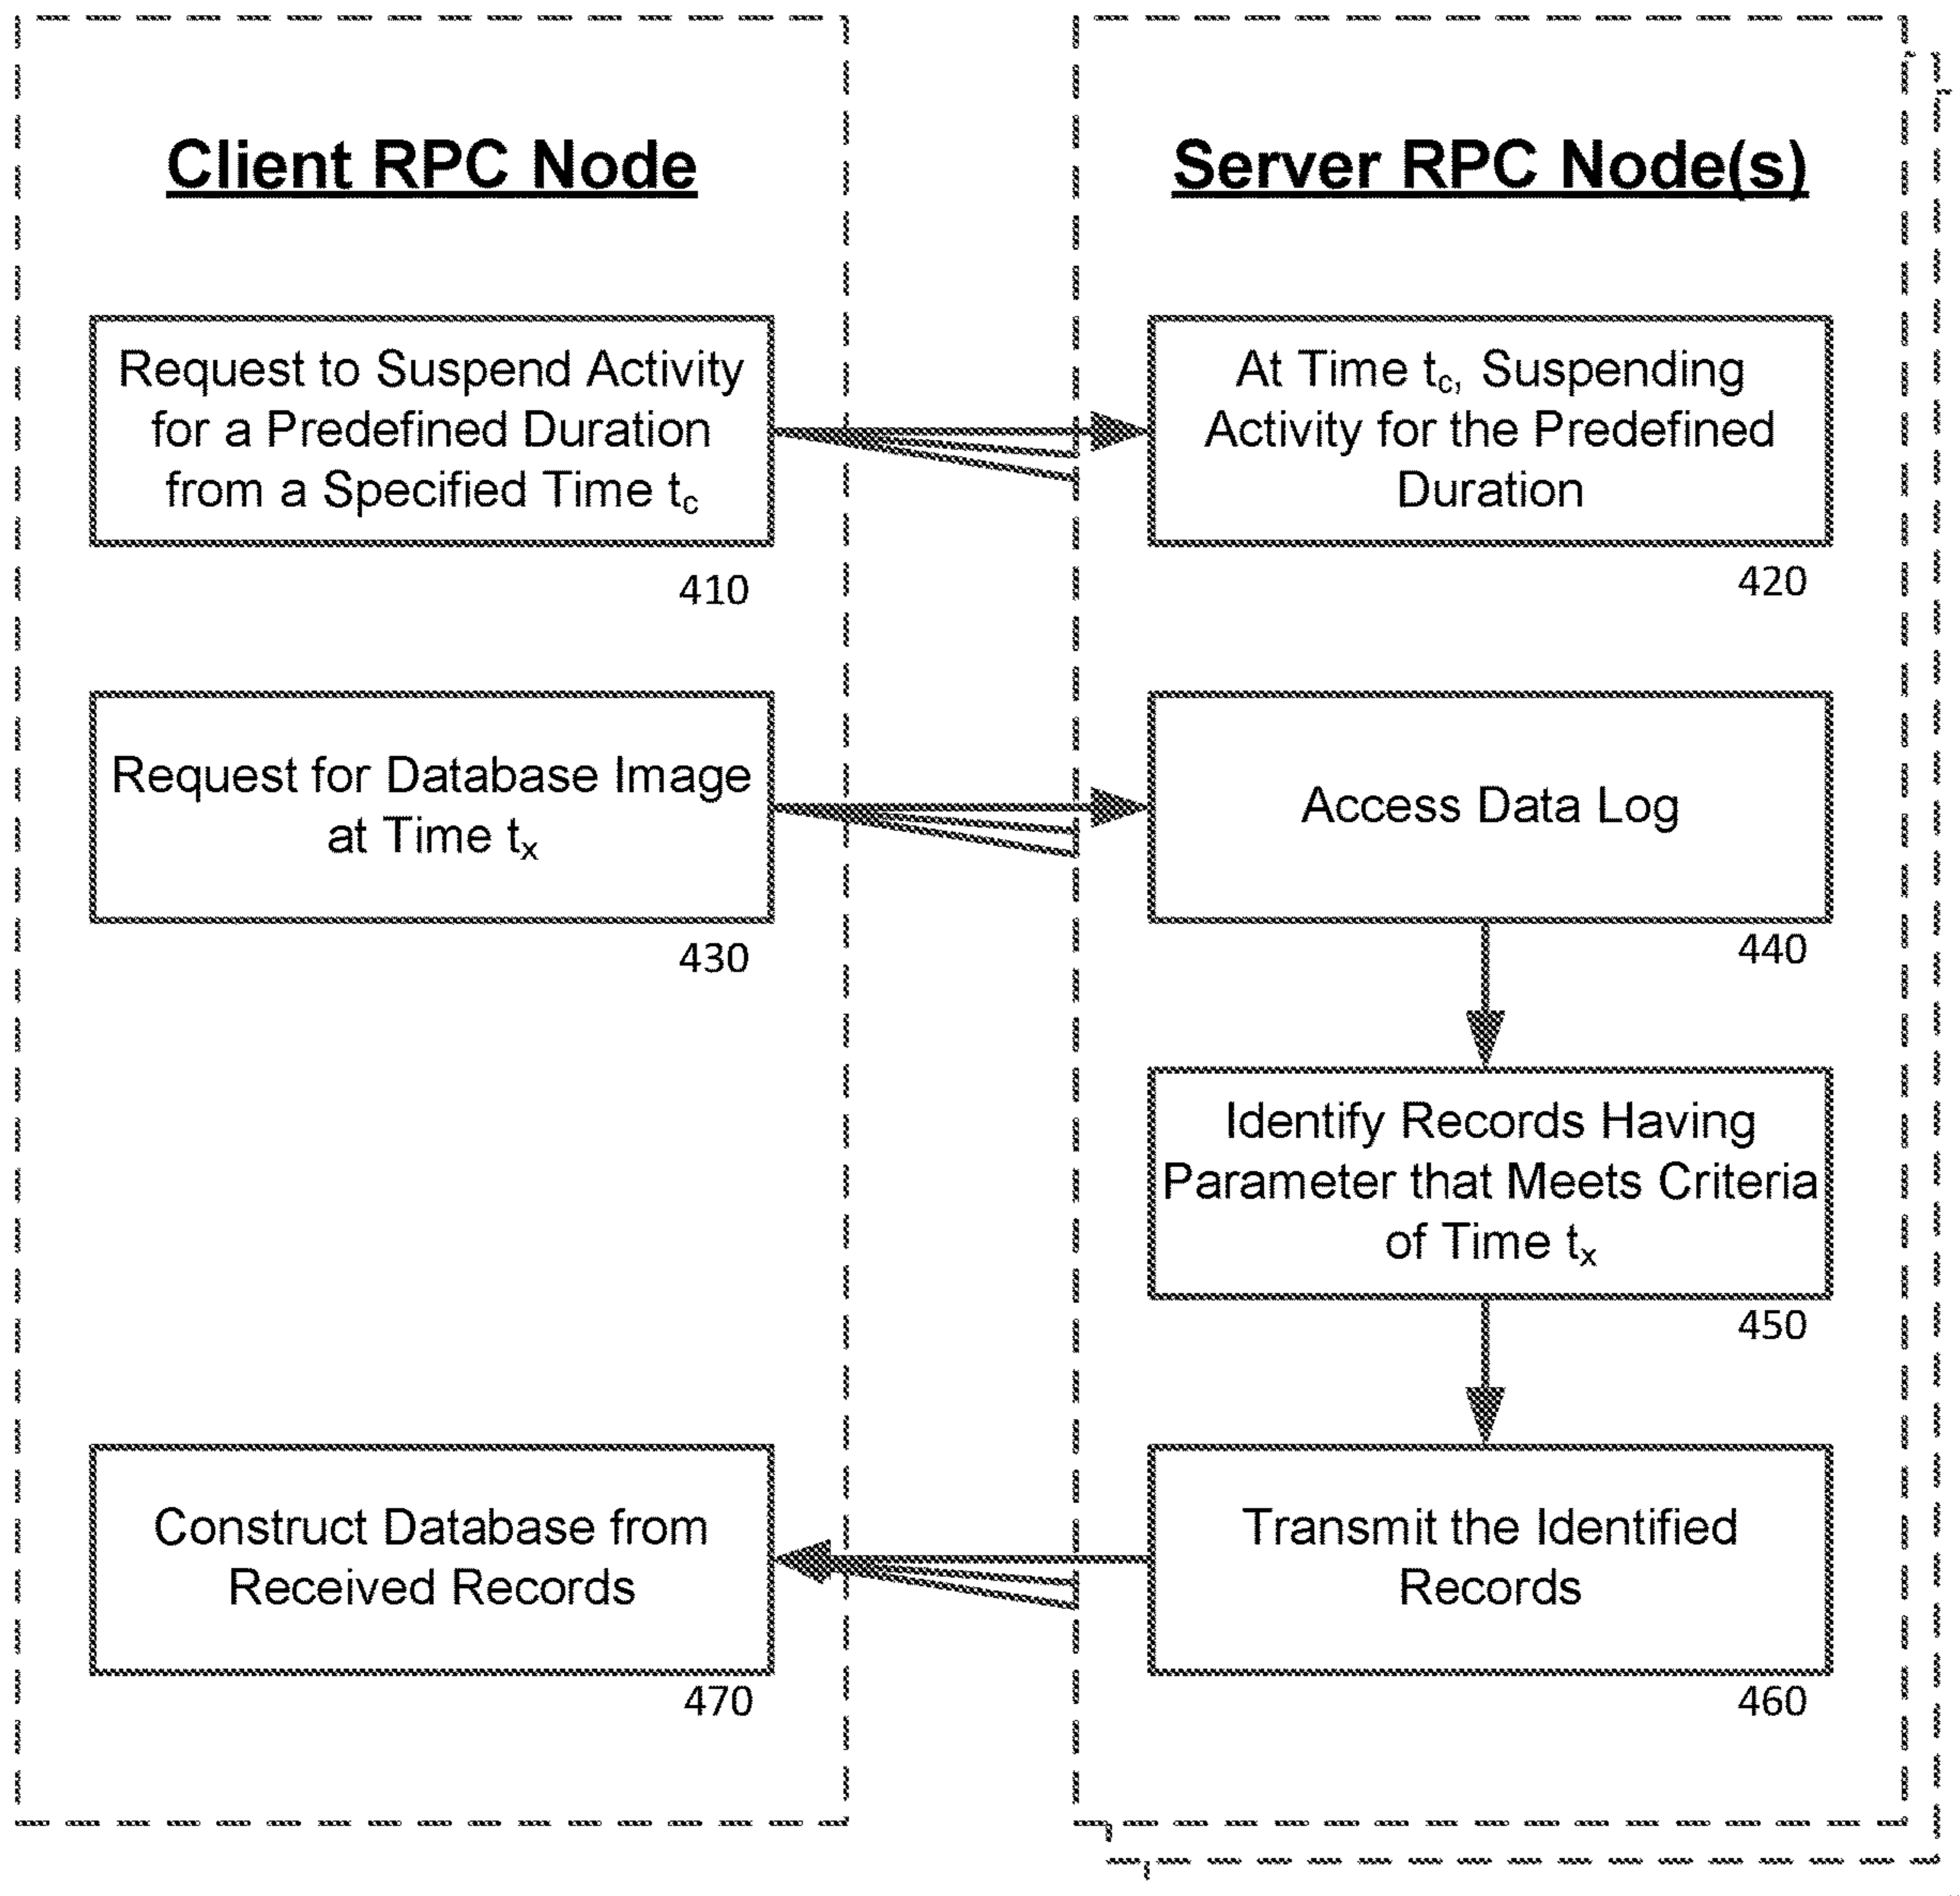 Client RPC Node
Server RPC Node(s)
Request to Suspend Activity
for a Predefined Duration
from a Specified Time tc
410
At Time tc, Suspending
Activity for the Predefined
Duration
420
Request for Database Image
at Time tx
430
Access Data Log
440
Identify Records Having
Parameter that Meets Criteria
of Time tx
450
Construct Database from
Received Records
470
Transmit the Identified
Records
460